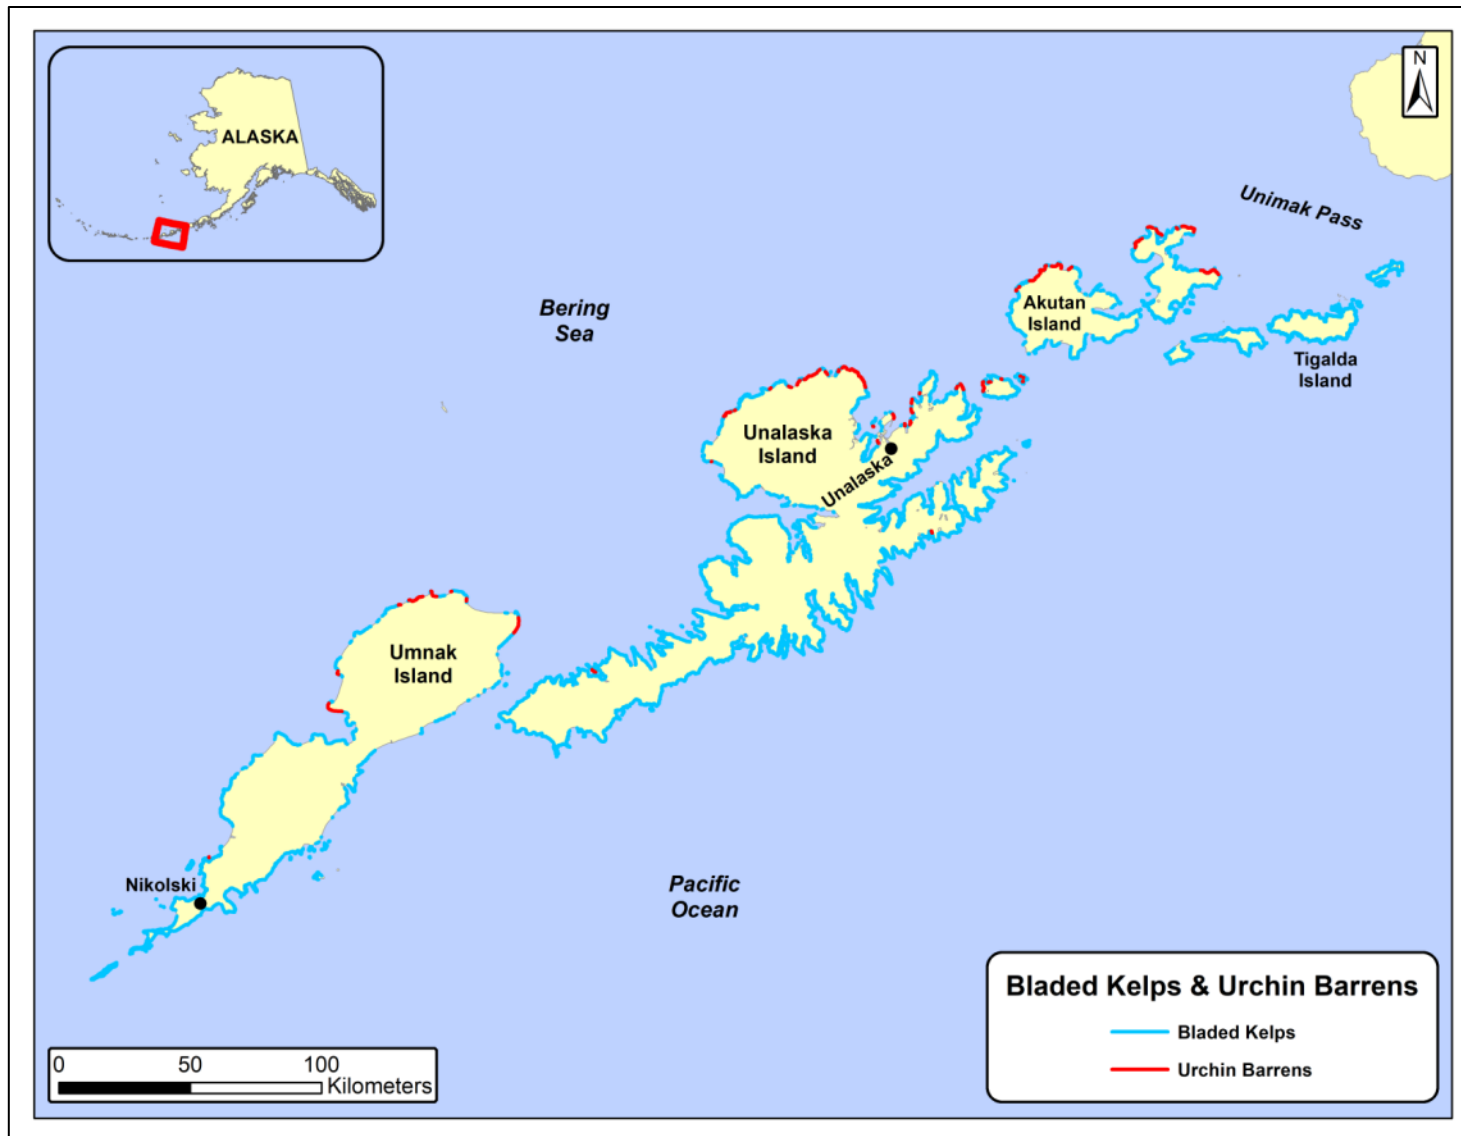 ALASKA
N
Unimak Pass
Bering
Sea
Akutan
Island
Tigalda
Island
Unalaska
Island
Unalaska
Umnak
Island
Nikolski
Pacific
Ocean
Bladed Kelps & Urchin Barrens
Bladed Kelps
Urchin Barrens
0 50 100
Kilometers